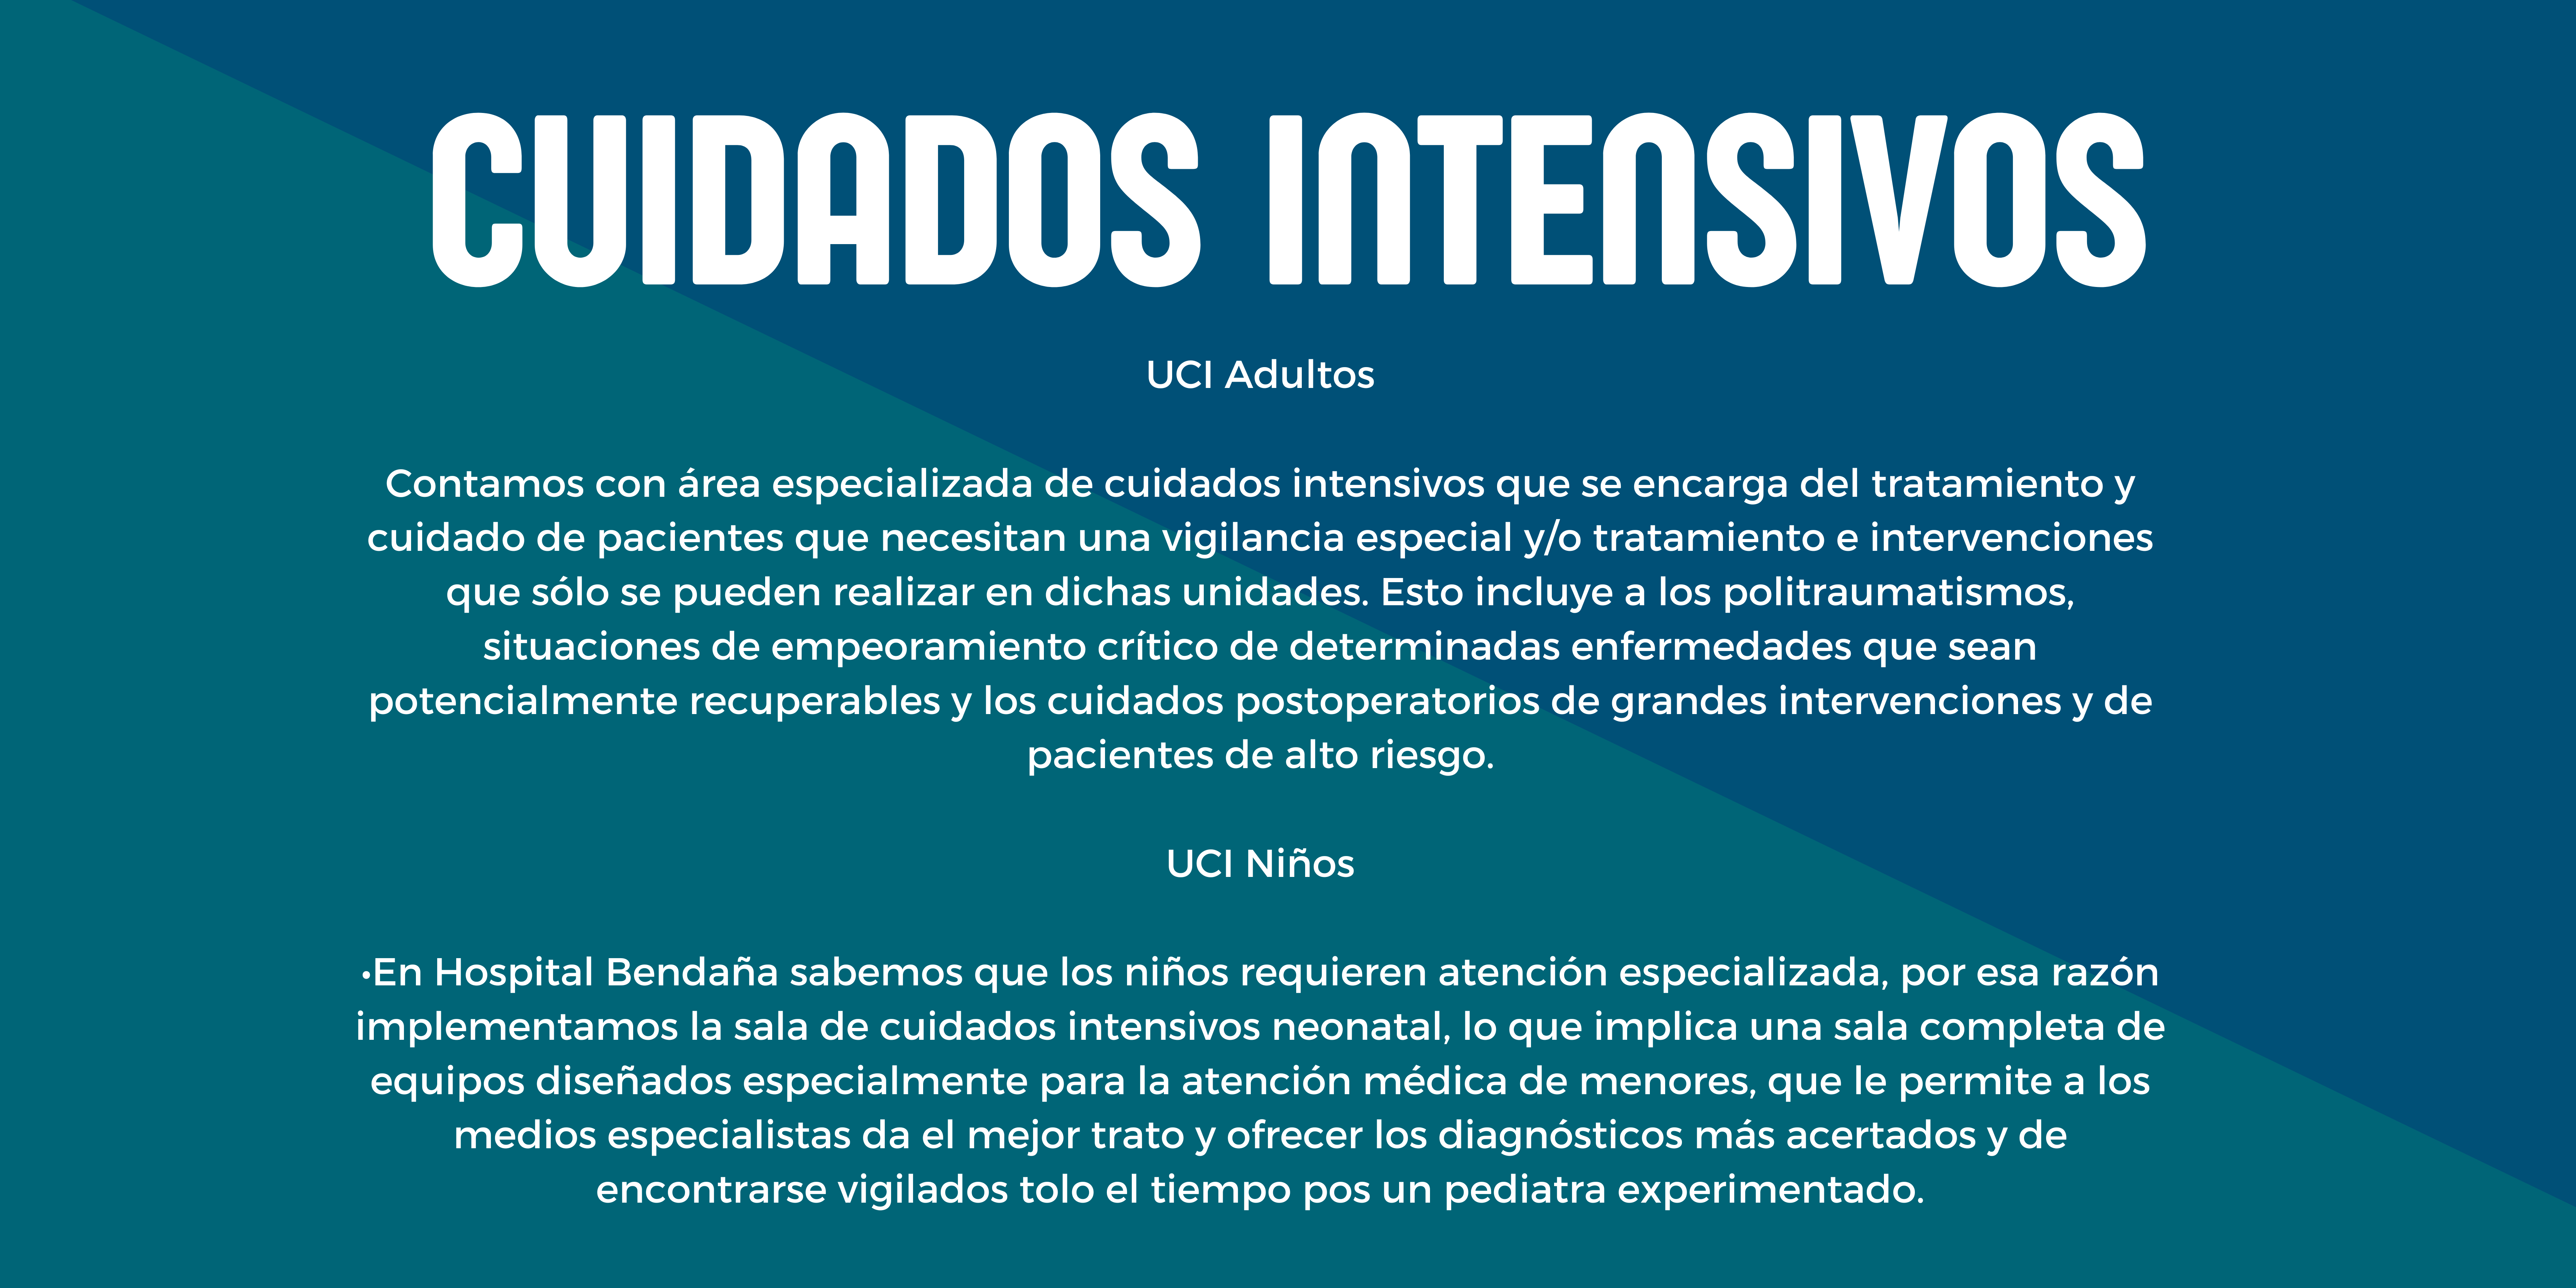 CUIDADOS INTENSIVOS
UCI Adultos
Contamos con área especializada de cuidados intensivos que se encarga del tratamiento y
cuidado de pacientes que necesitan una vigilancia especial y/o tratamiento e intervenciones
que sólo se pueden realizar en dichas unidades. Esto incluye a los politraumatismos,
situaciones de empeoramiento crítico de determinadas enfermedades que sean
potencialmente recuperables y los cuidados postoperatorios de grandes intervenciones y de
pacientes de alto riesgo.
UCI Niños
•En Hospital Bendaña sabemos que los niños requieren atención especializada, por esa razón
implementamos la sala de cuidados intensivos neonatal, lo que implica una sala completa de
equipos diseñados especialmente para la atención médica de menores, que le permite a los
medios especialistas da el mejor trato y ofrecer los diagnósticos más acertados y de
encontrarse vigilados tolo el tiempo pos un pediatra experimentado.